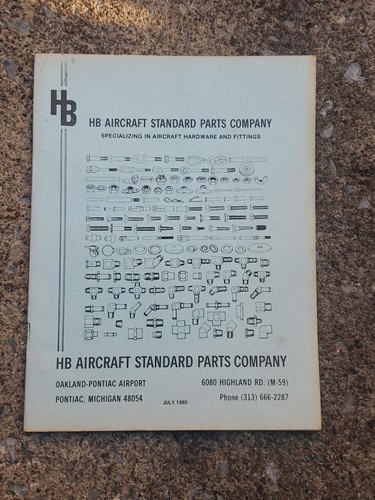 HB
HB AIRCRAFT STANDARD PARTS COMPANY
SPECIALIZING IN AIRCRAFT HARDWARE AND FITTINGS
HB AIRCRAFT STANDARD PARTS COMPANY
OAKLAND-PONTIAC AIRPORT 6080 HIGHLAND RD. (M-59)
PONTIAC, MICHIGAN 48054 JULY 1980 Phone (313) 666-2287